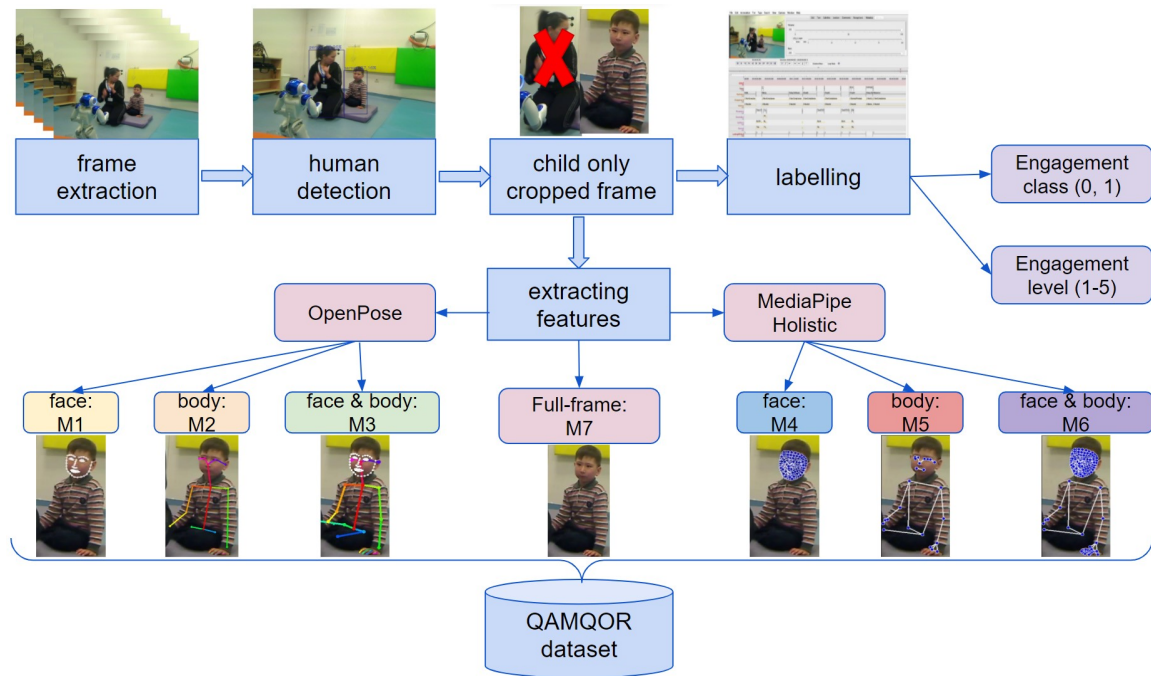 frame
extraction
human
detection
child only
cropped frame
labelling
Engagement
class (0, 1)
Engagement
level (1-5)
extracting
features
OpenPose
MediaPipe
Holistic
face:
M1
body:
M2
face & body:
M3
Full-frame:
M7
face:
M4
body:
M5
face & body:
M6
QAMQOR
dataset